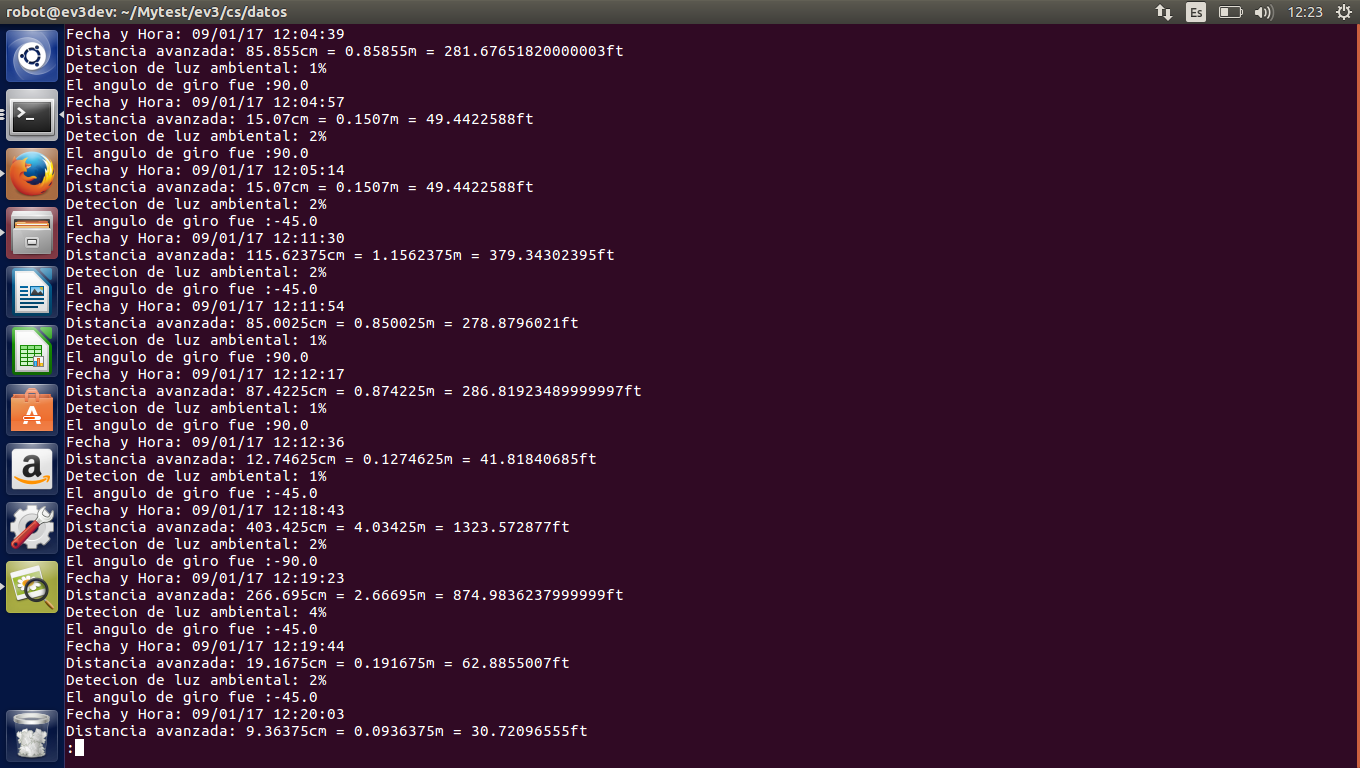 robot@ev3dev: ~/Mytest/ev3/cs/datos
Es
12:23
Fecha y Hora: 09/01/17 12:04:39
Distancia avanzada: 85.855cm = 0.85855m = 281.67651820000003ft
Detecion de luz ambiental: 1%
El angulo de giro fue :90.0
Fecha y Hora: 09/01/17 12:04:57
Distancia avanzada: 15.07cm = 0.1507m = 49.4422588ft
Detecion de luz ambiental: 2%
El angulo de giro fue :90.0
Fecha y Hora: 09/01/17 12:05:14
Distancia avanzada: 15.07cm = 0.1507m = 49.4422588ft
Detecion de luz ambiental: 2%
El angulo de giro fue :-45.0
Fecha y Hora: 09/01/17 12:11:30
Distancia avanzada: 115.62375cm = 1.1562375m = 379.34302395ft
Detecion de luz ambiental: 2%
El angulo de giro fue :-45.0
Fecha y Hora: 09/01/17 12:11:54
Distancia avanzada: 85.0025cm = 0.850025m = 278.8796021ft
Detecion de luz ambiental: 1%
El angulo de giro fue :90.0
Fecha y Hora: 09/01/17 12:12:17
Distancia avanzada: 87.4225cm = 0.874225m = 286.81923489999997ft
Detecion de luz ambiental: 1%
El angulo de giro fue :90.0
Fecha y Hora: 09/01/17 12:12:36
Distancia avanzada: 12.74625cm = 0.1274625m = 41.81840685ft
Detecion de luz ambiental: 1%
El angulo de giro fue :-45.0
Fecha y Hora: 09/01/17 12:18:43
Distancia avanzada: 403.425cm = 4.03425m = 1323.572877ft
Detecion de luz ambiental: 2%
El angulo de giro fue :-90.0
Fecha y Hora: 09/01/17 12:19:23
Distancia avanzada: 266.695cm = 2.66695m = 874.9836237999999ft
Detecion de luz ambiental: 4%
El angulo de giro fue :-45.0
Fecha y Hora: 09/01/17 12:19:44
Distancia avanzada: 19.1675cm = 0.191675m = 62.8855007ft
Detecion de luz ambiental: 2%
El angulo de giro fue :-45.0
Fecha y Hora: 09/01/17 12:20:03
Distancia avanzada: 9.36375cm = 0.0936375m = 30.72096555ft
: